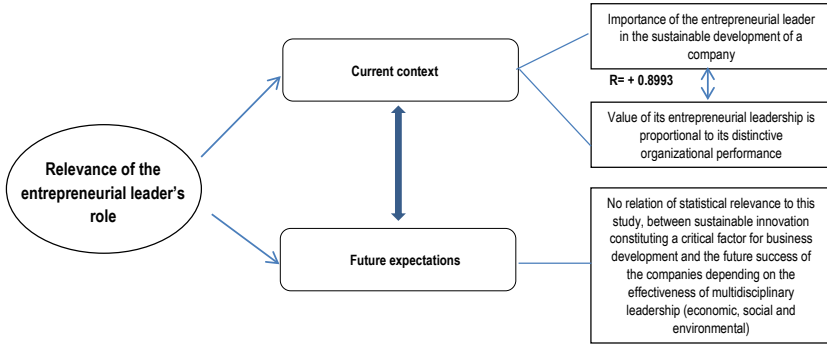 Importance of the entrepreneurial leader
in the sustainable development of a
company
Current context
R= + 0.8993
Value of its entrepreneurial leadership is
proportional to its distinctive
organizational performance
Relevance of the
entrepreneurial leader's
role
No relation of statistical relevance to this
study, between sustainable innovation
constituting a critical factor for business
development and the future success of
the companies depending on the
effectiveness of multidisciplinary
leadership (economic, social and
environmental)
Future expectations